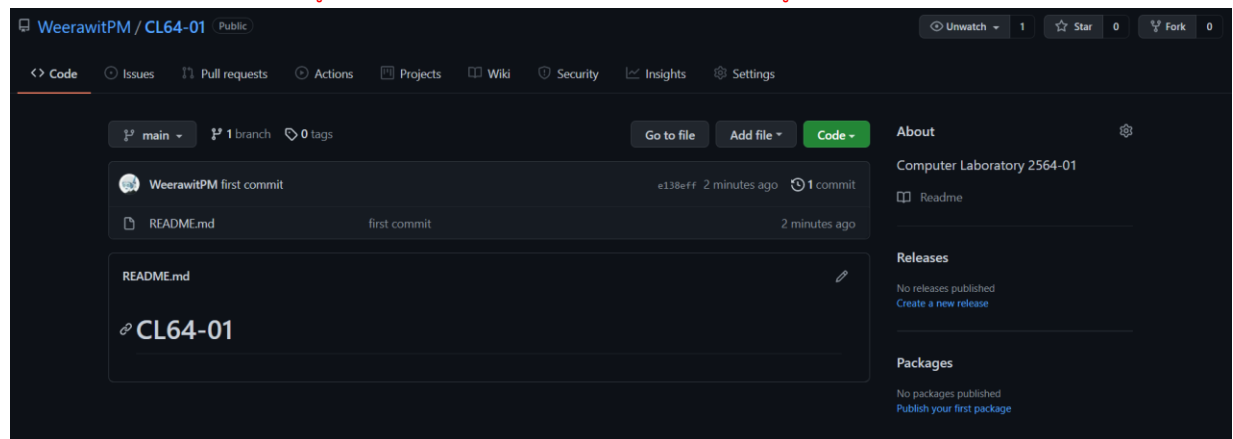 WeerawitPM / CL64-01 Public
Unwatch 1 Star 0 Fork 0
<> Code Issues Pull requests Actions Projects Wiki Security Insights Settings
main 1 branch 0 tags Go to file Add file Code
WeerawitPM first commit e138eff 2 minutes ago 1 commit
README.md first commit 2 minutes ago
README.md
CL64-01
About
Computer Laboratory 2564-01
Readme
Releases
No releases published
Create a new release
Packages
No packages published
Publish your first package